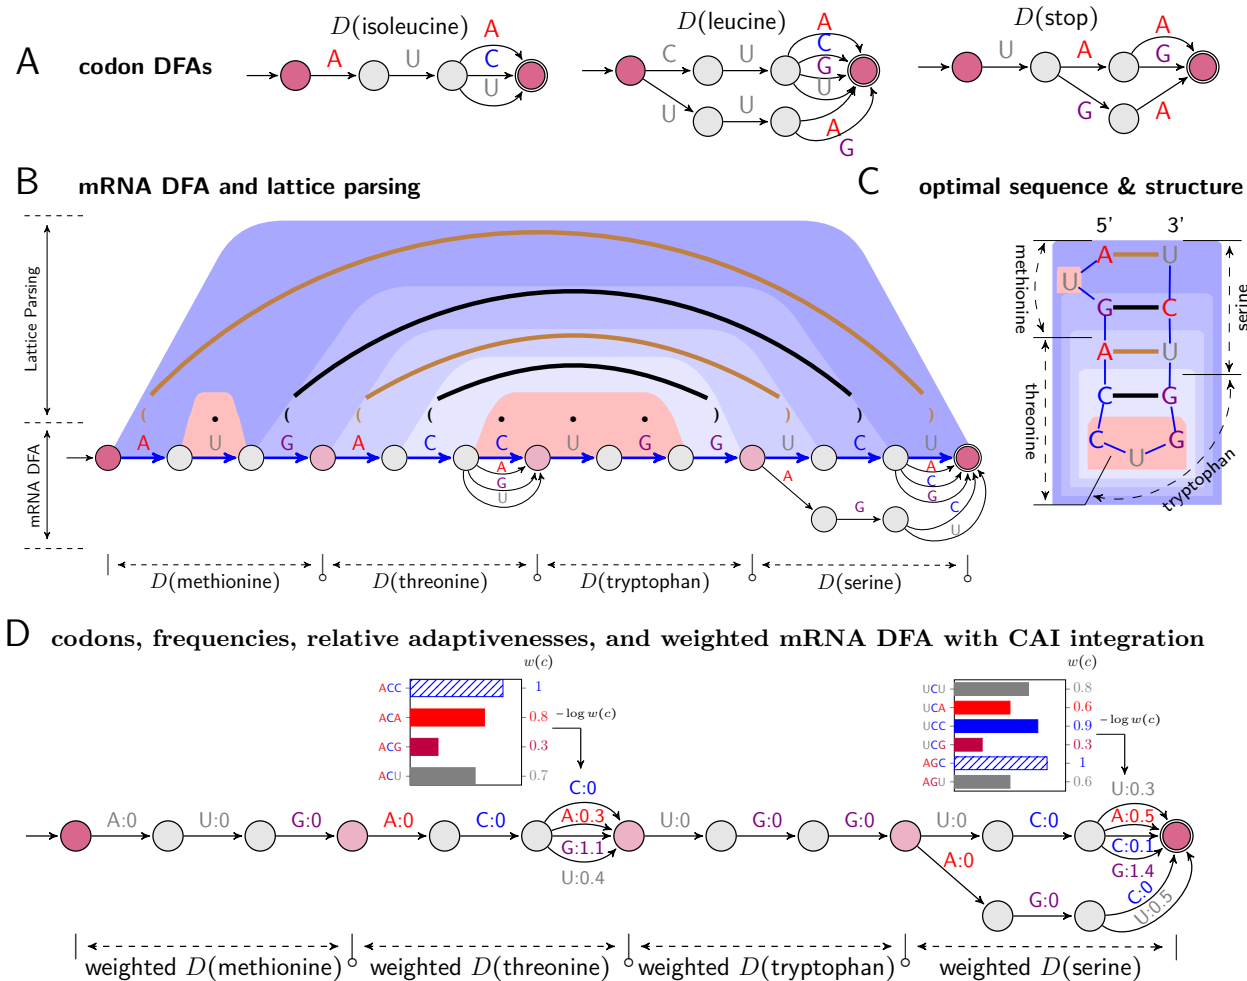 A codon DFAs
D(isoleucine)
A U A C U
D(leucine)
C U A C G U
U U A G
D(stop)
U A A G
G A
B mRNA DFA and lattice parsing
Lattice Parsing
mRNA DFA
( . ( ( ( . . . ) ) ) )
A U G A C C U G G U C U
A G U
A
A C G
G
C U
D(methionine) D(threonine) D(tryptophan) D(serine)
C optimal sequence & structure
5' 3'
A U
U
G C
A U
C G
C G
U
methionine
threonine
serine
tryptophan
D codons, frequencies, relative adaptivenesses, and weighted mRNA DFA with CAI integration
w(c)
ACC 1
ACA 0.8
ACG 0.3
ACU 0.7
−log w(c)
w(c)
UCU 0.8
UCA 0.6
UCC 0.9
UCG 0.3
AGC 1
AGU 0.6
−log w(c)
A:0 U:0 G:0 A:0 C:0
C:0
A:0.3
G:1.1
U:0.4
U:0 G:0 G:0 U:0 C:0
U:0.3
A:0.5
C:0.1
G:1.4
A:0 G:0
C:0
U:0.5
weighted D(methionine) weighted D(threonine) weighted D(tryptophan) weighted D(serine)